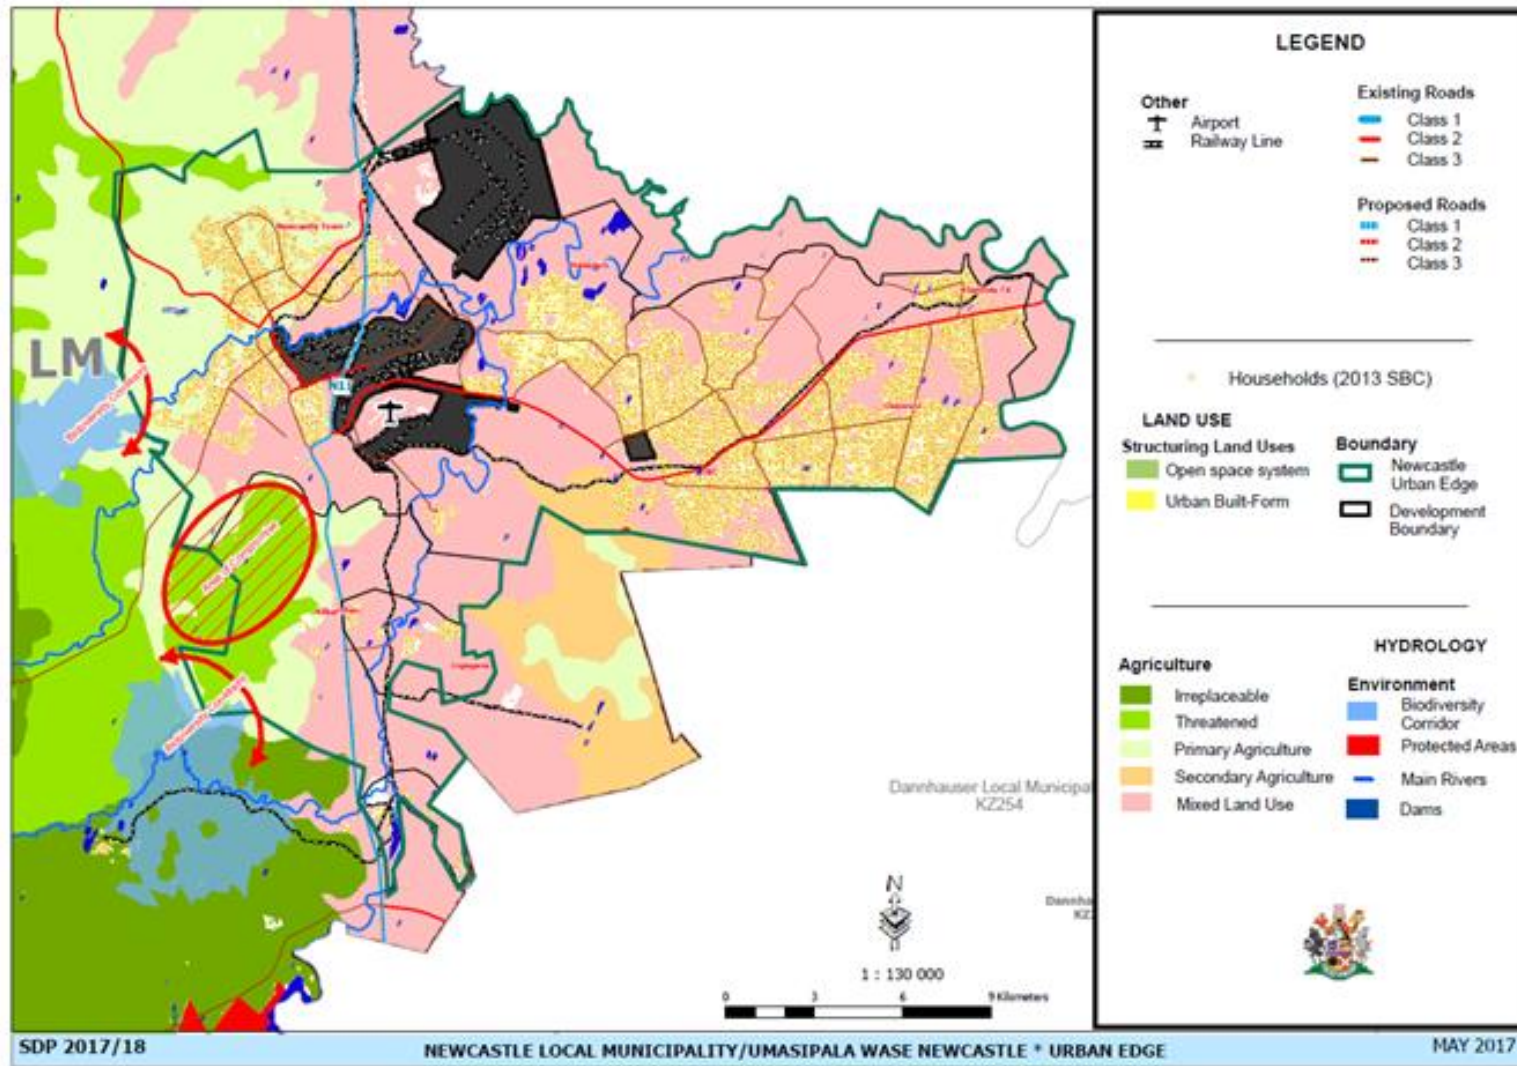 LEGEND
Other
Airport
Railway Line
Existing Roads
Class 1
Class 2
Class 3
Proposed Roads
Class 1
Class 2
Class 3
Households (2013 SBC)
LAND USE
Structuring Land Uses
Open space system
Urban Built-Form
Boundary
Newcastle
Urban Edge
Development
Boundary
Agriculture
Irreplaceable
Threatened
Primary Agriculture
Secondary Agriculture
Mixed Land Use
HYDROLOGY
Environment
Biodiversity
Corridor
Protected Areas
Main Rivers
Dams
LM
N11
Dannhauser Local Municipal
KZ254
Dannha
KZ
N
1 : 130 000
0 3 6 9 Kilometers
SDP 2017/18
NEWCASTLE LOCAL MUNICIPALITY/UMASIPALA WASE NEWCASTLE * URBAN EDGE
MAY 2017